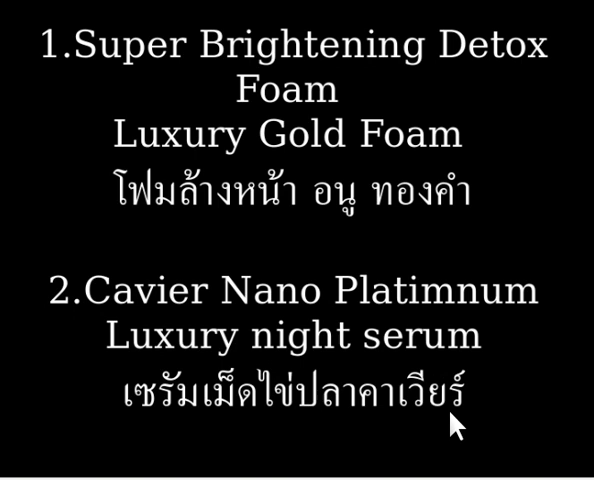 1.Super Brightening Detox
Foam
Luxury Gold Foam
โฟมล้างหน้า อนู ทองคำ
2.Cavier Nano Platimnum
Luxury night serum
เซรัมเม็ดไข่ปลาคาเวียร์